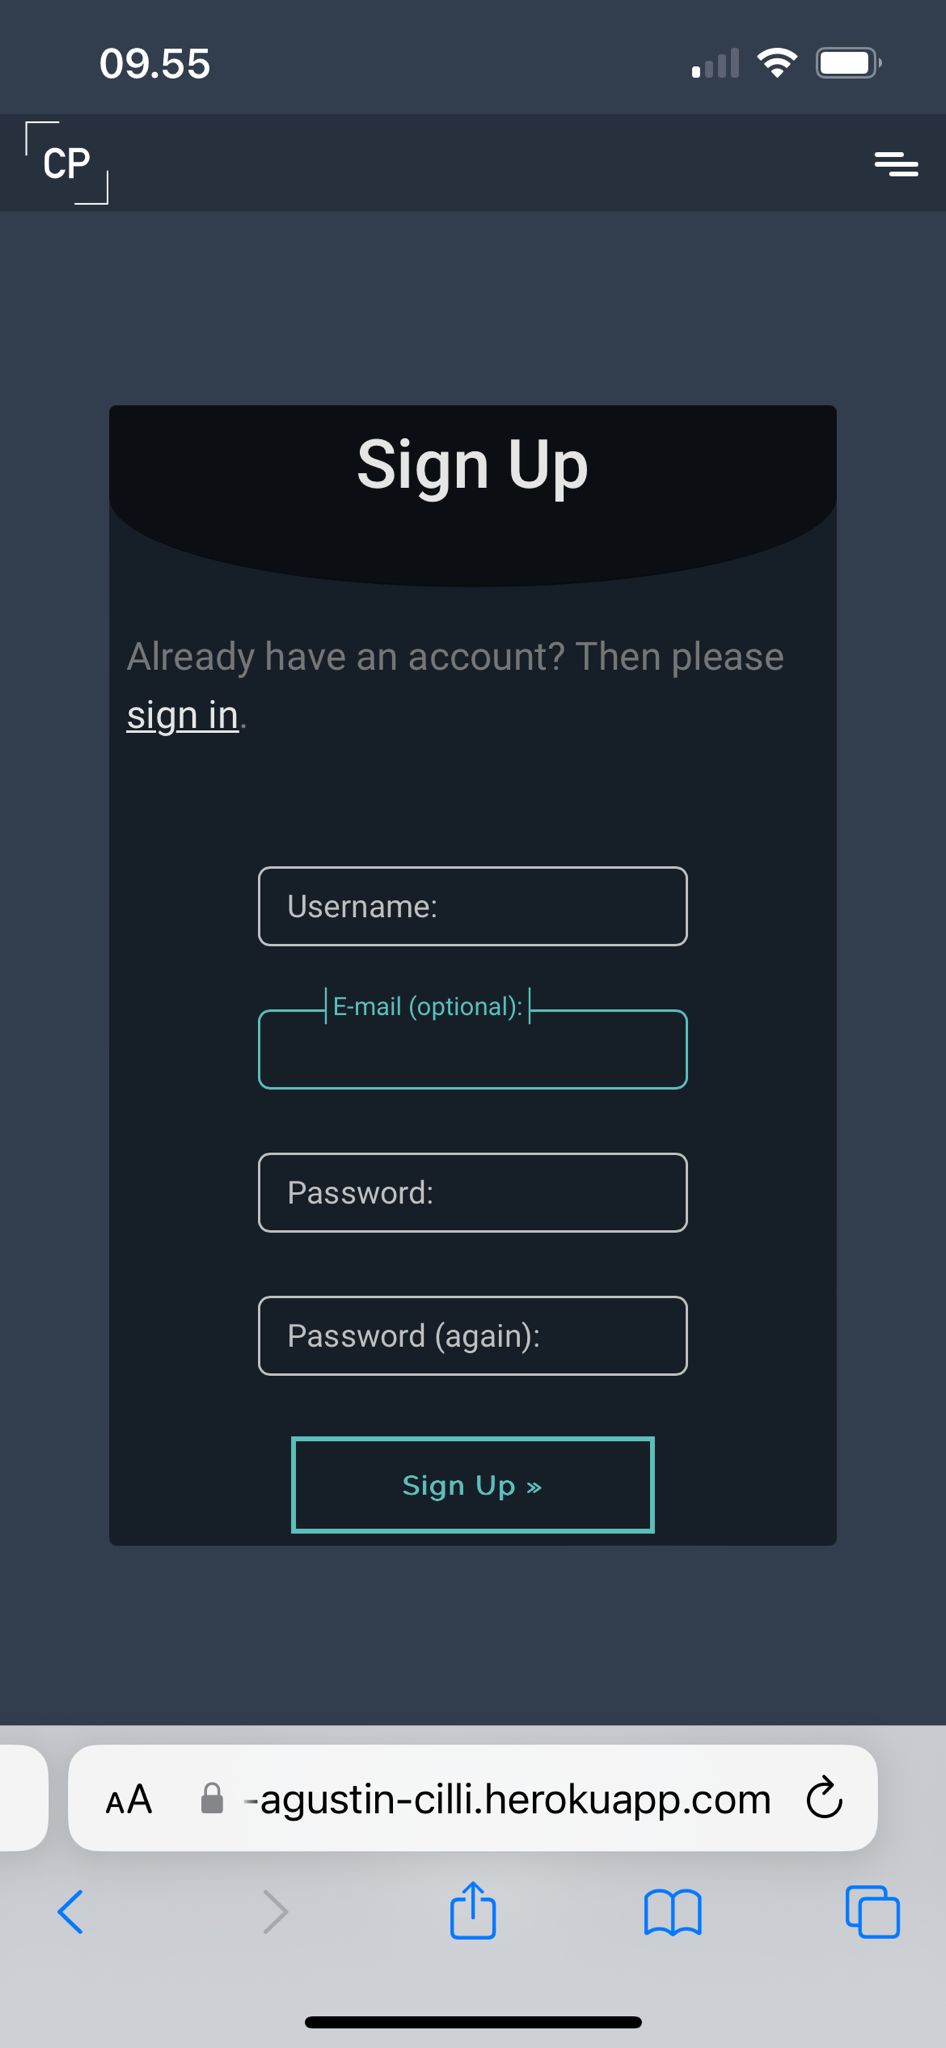 09.55
CP
Sign Up
Already have an account? Then please
sign in.
Username:
E-mail (optional):
Password:
Password (again):
Sign Up »
AA -agustin-cilli.herokuapp.com